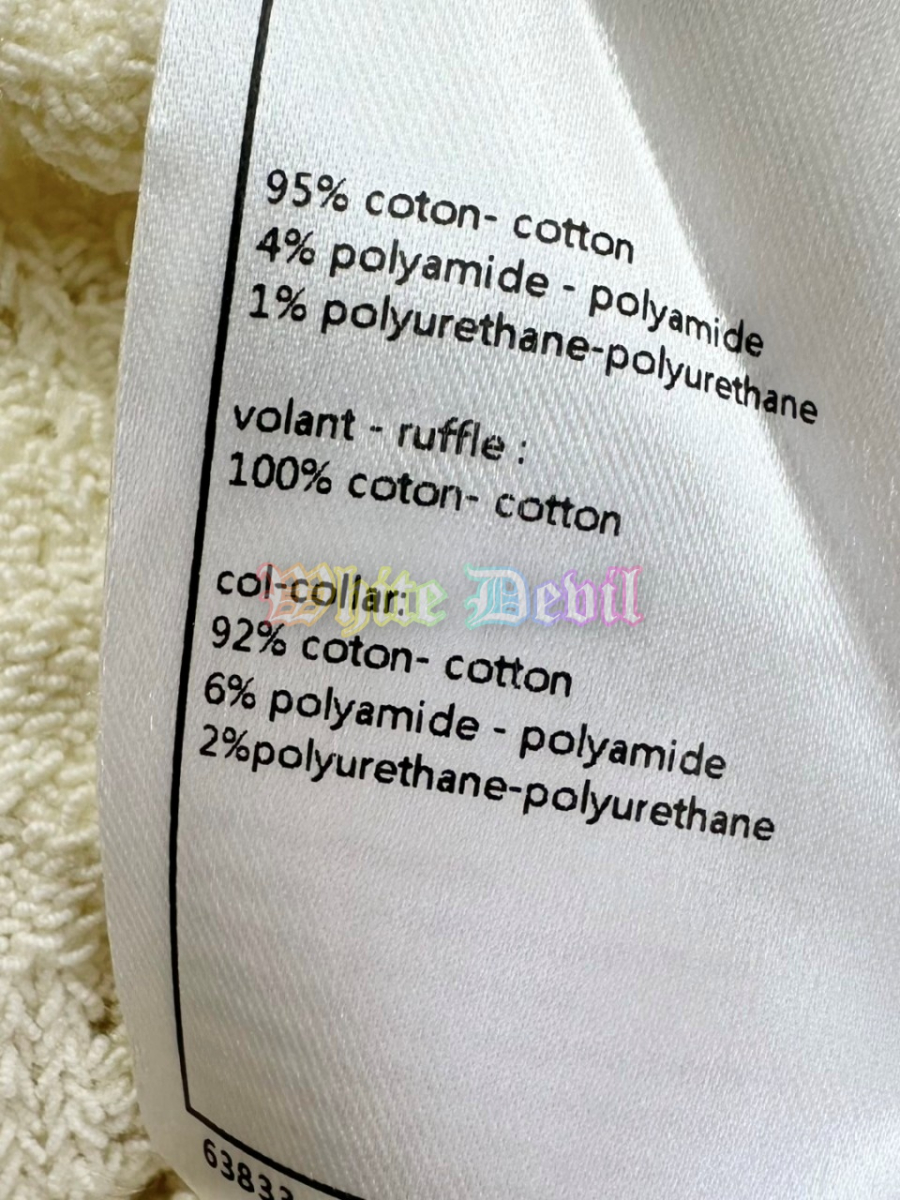 95% coton- cotton
4% polyamide - polyamide
1% polyurethane-polyurethane
volant - ruffle :
100% coton- cotton
col-collar:
White Devil
92% coton- cotton
6% polyamide - polyamide
2%polyurethane-polyurethane